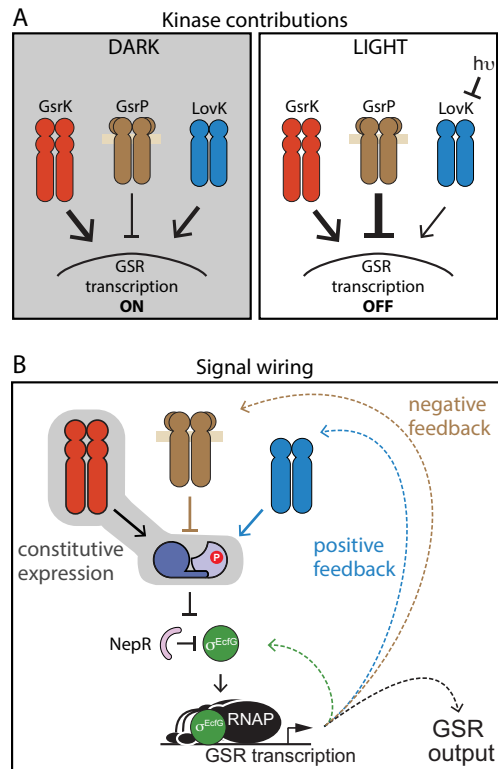 A
Kinase contributions
DARK
GsrK
GsrP
LovK
GSR
transcription
ON
LIGHT
hυ
GsrK
GsrP
LovK
GSR
transcription
OFF
B
Signal wiring
negative
feedback
constitutive
expression
P
positive
feedback
NepR
σEcfG
σEcfG
RNAP
GSR transcription
GSR
output